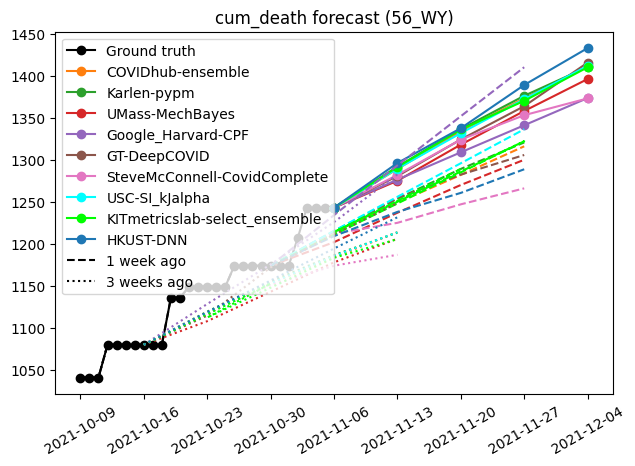 cum_death forecast (56_WY)
1450
1400
1350
1300
1250
1200
1150
1100
1050
Ground truth
COVIDhub-ensemble
Karlen-pypm
UMass-MechBayes
Google_Harvard-CPF
GT-DeepCOVID
SteveMcConnell-CovidComplete
USC-SI_kJalpha
KITmetricslab-select_ensemble
HKUST-DNN
1 week ago
3 weeks ago
2021-10-09
2021-10-16
2021-10-23
2021-10-30
2021-11-06
2021-11-13
2021-11-20
2021-11-27
2021-12-04